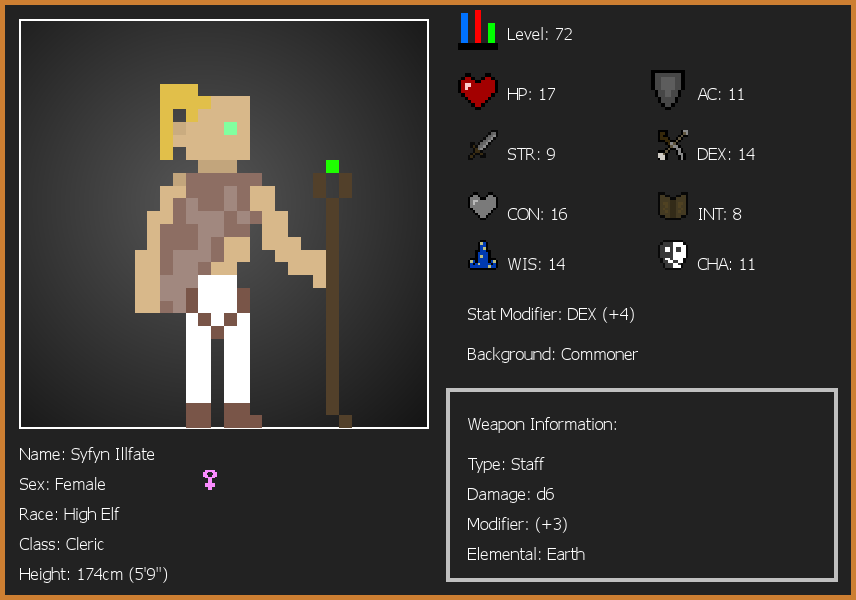 Level: 72
HP: 17
AC: 11
STR: 9
DEX: 14
CON: 16
INT: 8
WIS: 14
CHA: 11
Stat Modifier: DEX (+4)
Background: Commoner
Weapon Information:
Type: Staff
Damage: d6
Modifier: (+3)
Elemental: Earth
Name: Syfyn Illfate
Sex: Female
Race: High Elf
Class: Cleric
Height: 174cm (5'9")